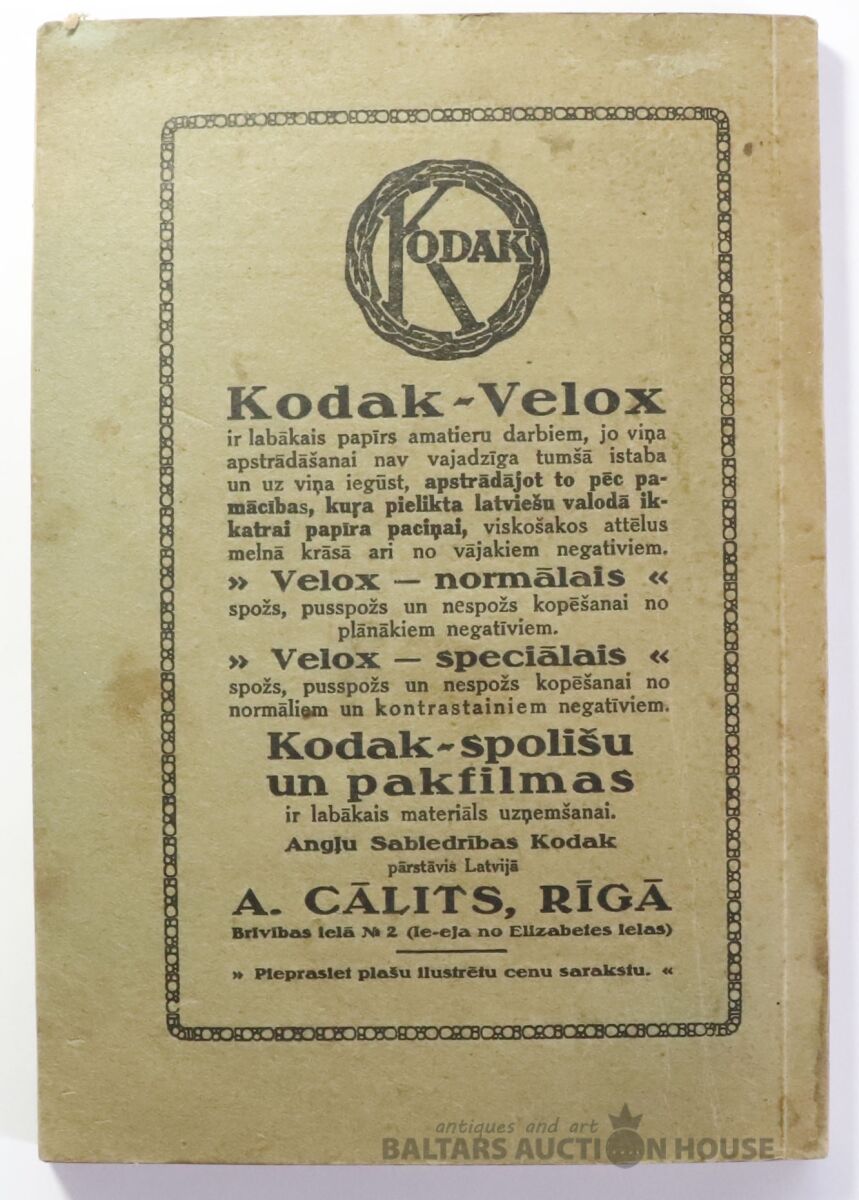 KODAK
Kodak-Velox
ir labākais papīrs amatieru darbiem, jo viņa
apstrādāšanai nav vajadzīga tumšā istaba
un uz viņa iegūst, apstrādājot to pēc pa-
mācības, kuŗa pielikta latviešu valodā ik-
katrai papīra paciņai, viskošakos attēlus
melnā krāsā ari no vājakiem negativiem.
» Velox — normālais «
spožs, pusspožs un nespožs kopēšanai no
plānākiem negatīviem.
» Velox — speciālais «
spožs, pusspožs un nespožs kopēšanai no
normāliem un kontrastainiem negatīviem.
Kodak-spolišu
un pakfilmas
ir labākais materiāls uzņemšanai.
Angļu Sabiedrības Kodak
pārstāvis Latvijā
A. CĀLITS, RĪGĀ
Brīvības ielā № 2 (Ie-eja no Elizabetes ielas)
» Pieprasiet plašu ilustrētu cenu sarakstu. «
antiques and art
BALTARS AUCTION HOUSE